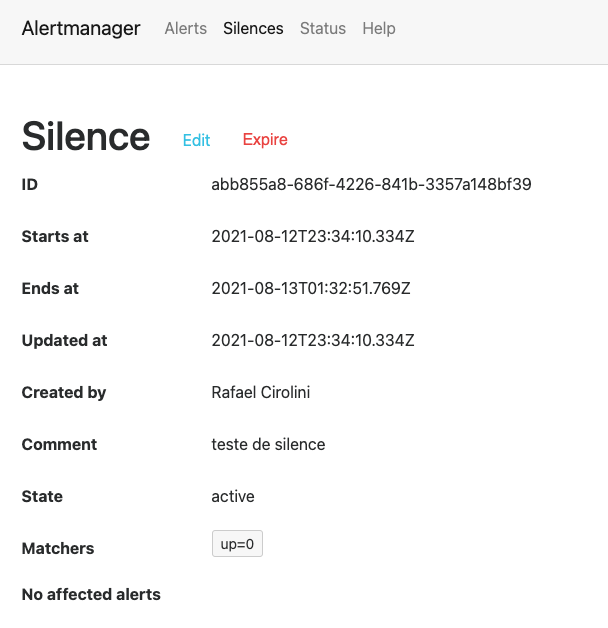 Alertmanager Alerts Silences Status Help
Silence Edit Expire
ID abb855a8-686f-4226-841b-3357a148bf39
Starts at 2021-08-12T23:34:10.334Z
Ends at 2021-08-13T01:32:51.769Z
Updated at 2021-08-12T23:34:10.334Z
Created by Rafael Cirolini
Comment teste de silence
State active
Matchers up=0
No affected alerts